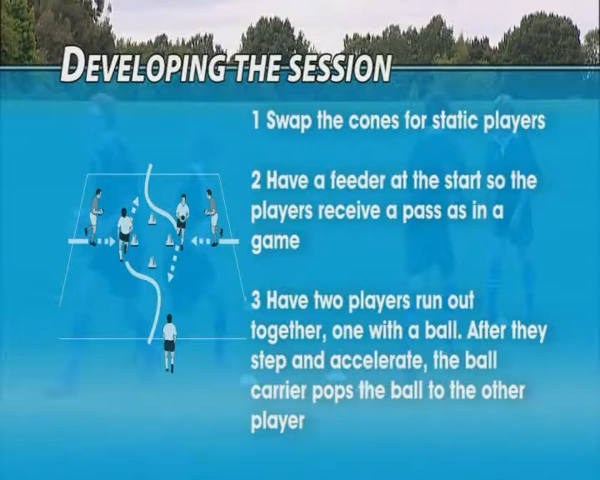 DEVELOPING THE SESSION
1 Swap the cones for static players
2 Have a feeder at the start so the
players receive a pass as in a
game
3 Have two players run out
together, one with a ball. After they
step and accelerate, the ball
carrier pops the ball to the other
player